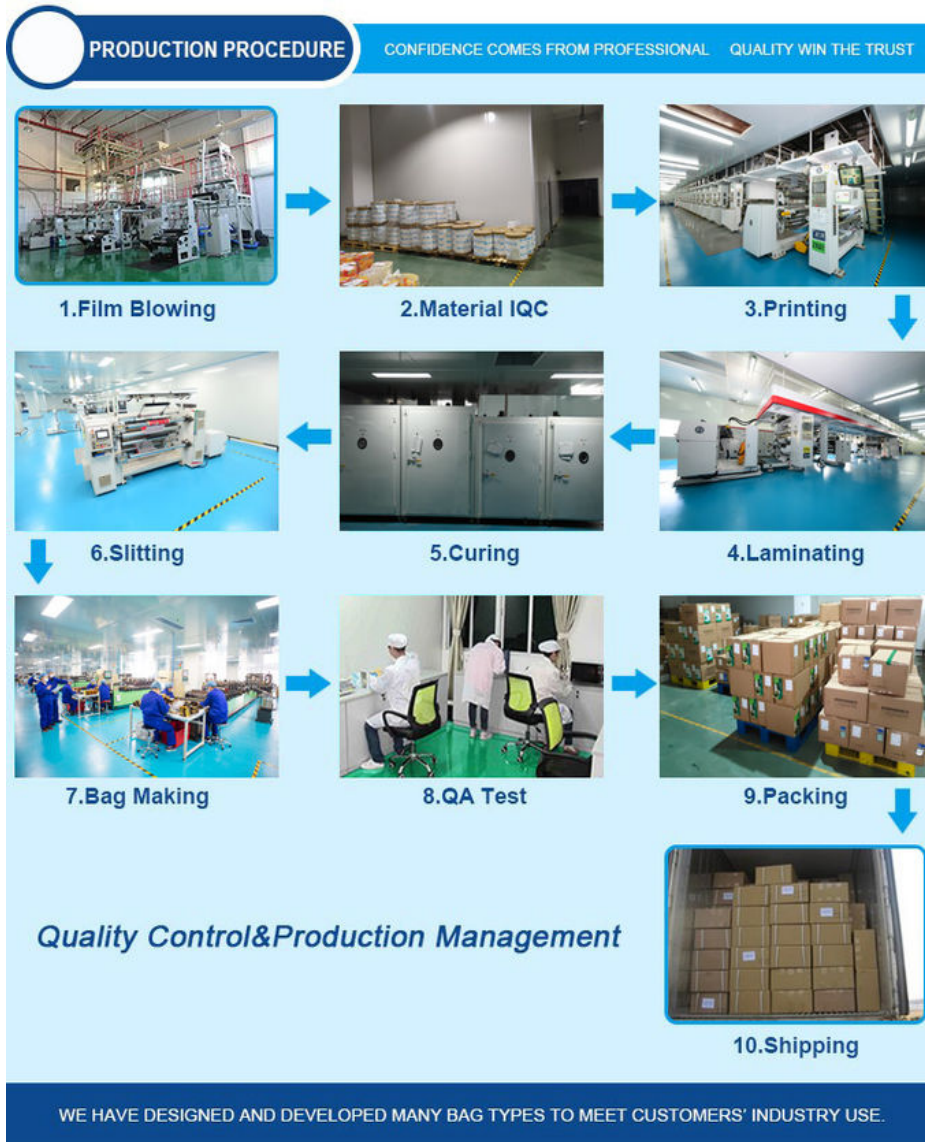 PRODUCTION PROCEDURE
CONFIDENCE COMES FROM PROFESSIONAL QUALITY WIN THE TRUST
1.Film Blowing
2.Material IQC
3.Printing
6.Slitting
5.Curing
4.Laminating
7.Bag Making
8.QA Test
9.Packing
Quality Control&Production Management
10.Shipping
WE HAVE DESIGNED AND DEVELOPED MANY BAG TYPES TO MEET CUSTOMERS' INDUSTRY USE.